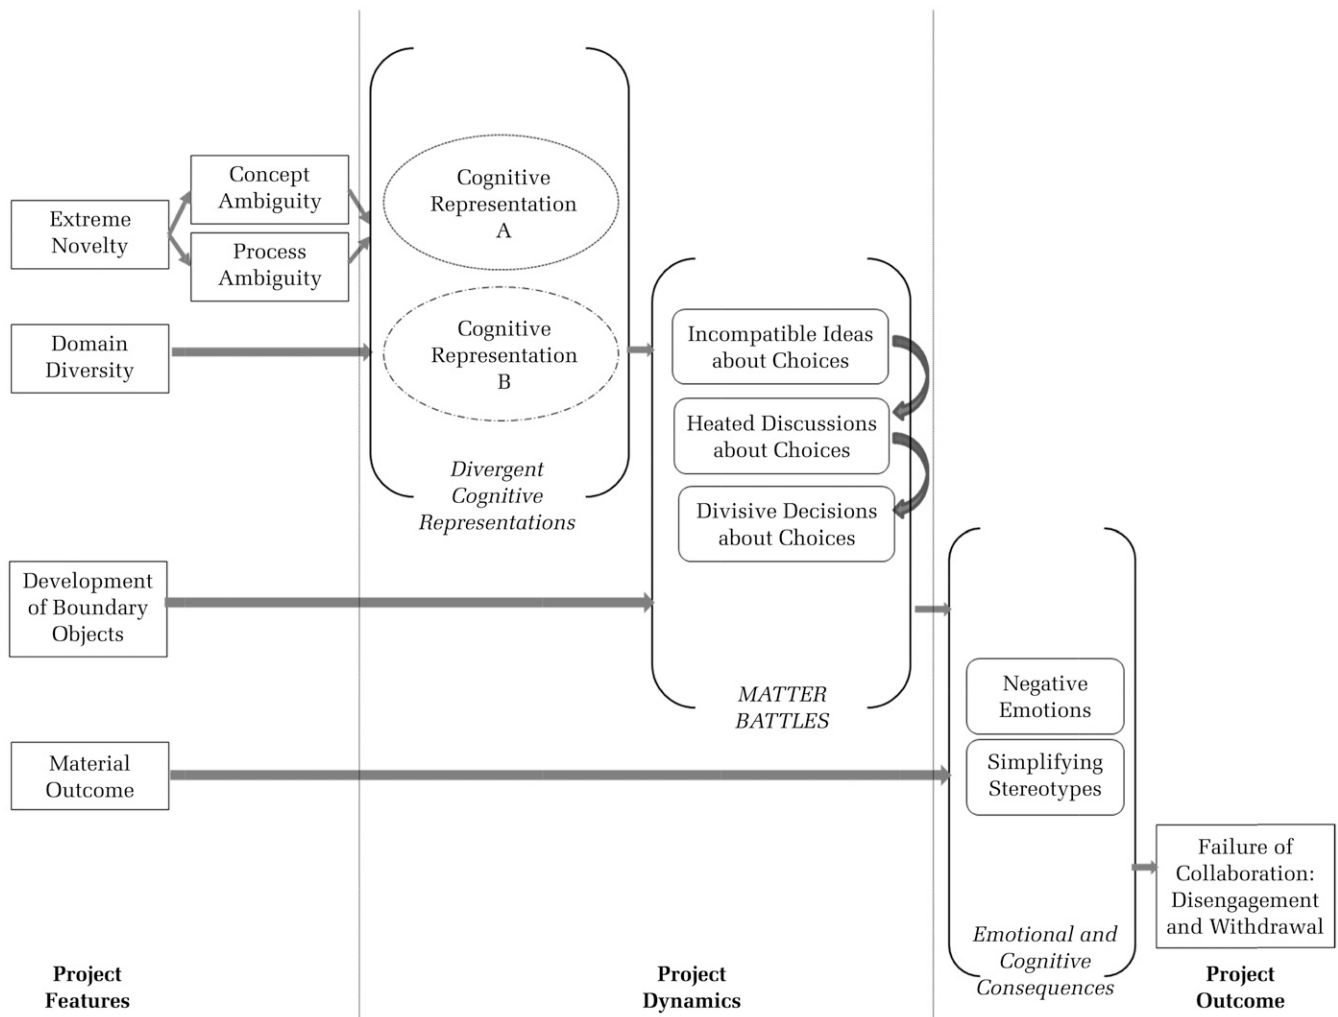 Extreme
Novelty
Concept
Ambiguity
Process
Ambiguity
Domain
Diversity
Cognitive
Representation
A
Cognitive
Representation
B
Divergent
Cognitive
Representations
Incompatible Ideas
about Choices
Heated Discussions
about Choices
Divisive Decisions
about Choices
Development
of Boundary
Objects
MATTER
BATTLES
Material
Outcome
Negative
Emotions
Simplifying
Stereotypes
Emotional and
Cognitive
Consequences
Failure of
Collaboration:
Disengagement
and Withdrawal
Project
Features
Project
Dynamics
Project
Outcome